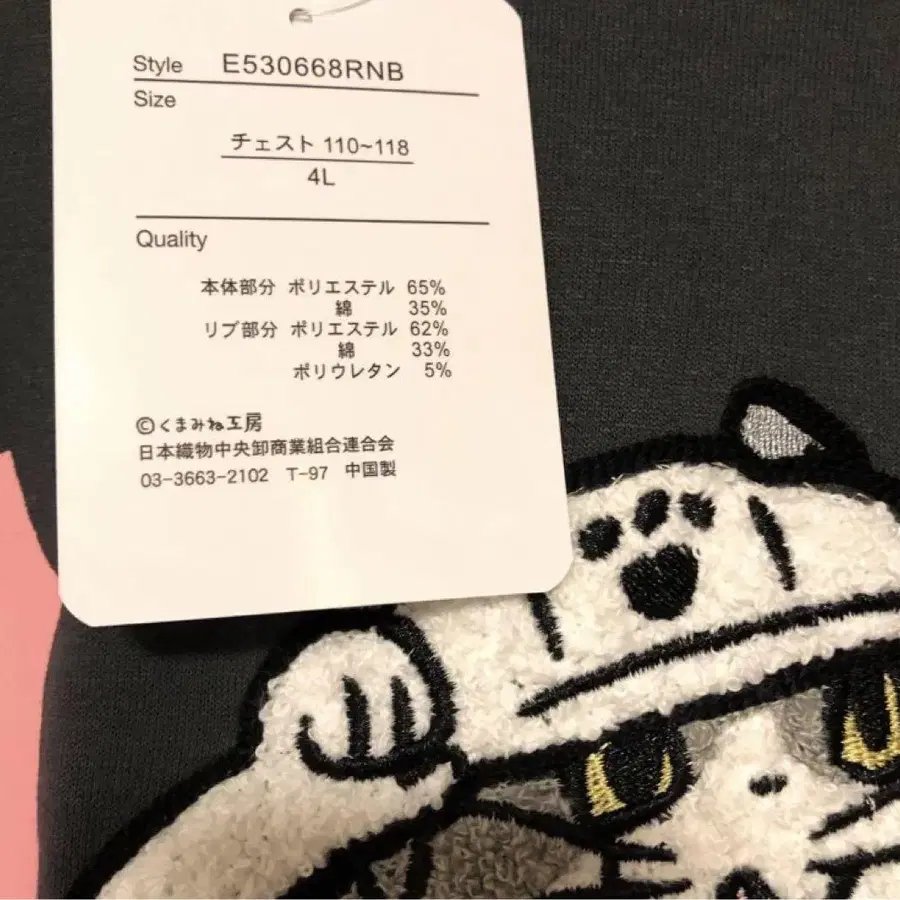 Style E530668RNB
Size
チェスト 110~118
4L
Quality
本体部分 ポリエステル 65%
綿 35%
リブ部分 ポリエステル 62%
綿 33%
ポリウレタン 5%
©くまみね工房
日本織物中央卸商業組合連合会
03-3663-2102 T-97 中国製